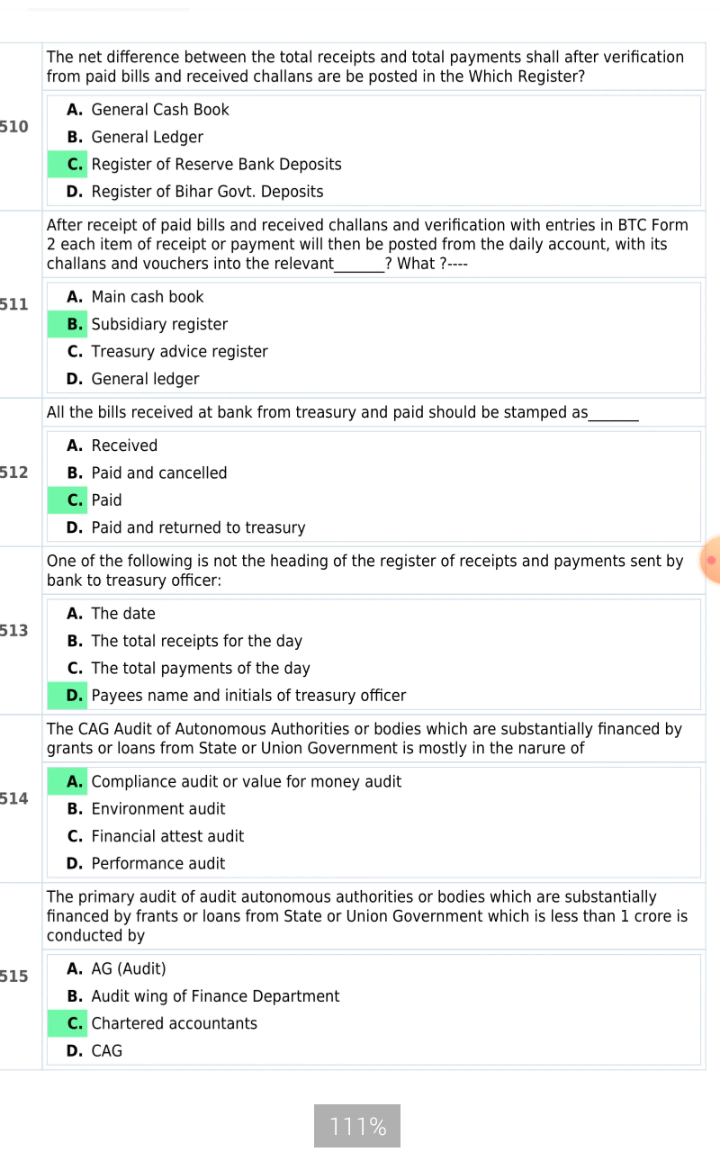 The net difference between the total receipts and total payments shall after verification
from paid bills and received challans are be posted in the Which Register?
510
A. General Cash Book
B. General Ledger
C. Register of Reserve Bank Deposits
D. Register of Bihar Govt. Deposits
After receipt of paid bills and received challans and verification with entries in BTC Form
2 each item of receipt or payment will then be posted from the daily account, with its
challans and vouchers into the relevant______? What ?----
511
A. Main cash book
B. Subsidiary register
C. Treasury advice register
D. General ledger
All the bills received at bank from treasury and paid should be stamped as______
512
A. Received
B. Paid and cancelled
C. Paid
D. Paid and returned to treasury
One of the following is not the heading of the register of receipts and payments sent by
bank to treasury officer:
513
A. The date
B. The total receipts for the day
C. The total payments of the day
D. Payees name and initials of treasury officer
The CAG Audit of Autonomous Authorities or bodies which are substantially financed by
grants or loans from State or Union Government is mostly in the narure of
514
A. Compliance audit or value for money audit
B. Environment audit
C. Financial attest audit
D. Performance audit
The primary audit of audit autonomous authorities or bodies which are substantially
financed by frants or loans from State or Union Government which is less than 1 crore is
conducted by
515
A. AG (Audit)
B. Audit wing of Finance Department
C. Chartered accountants
D. CAG
111%